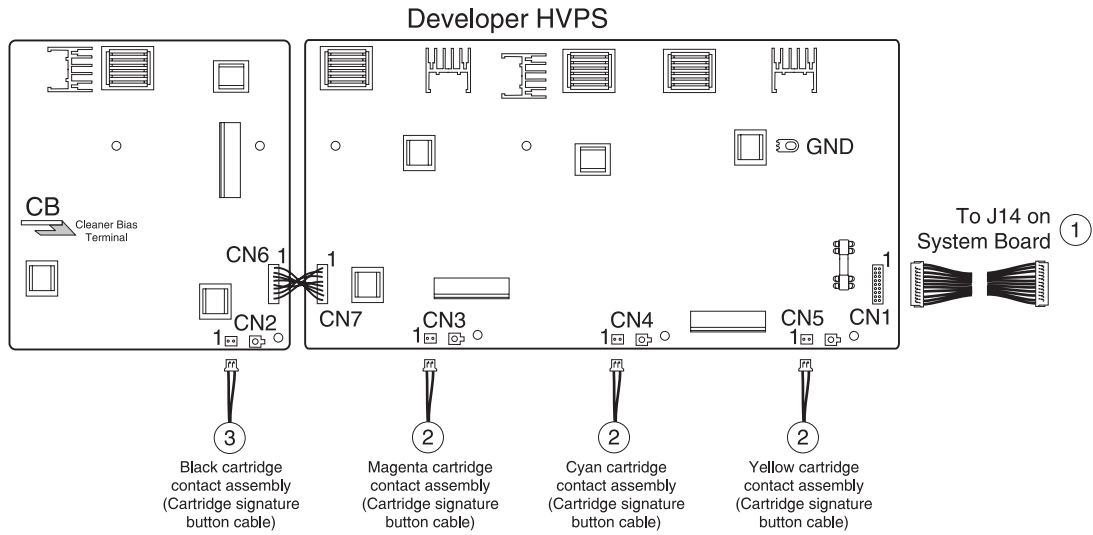 Developer HVPS
GND
CB
Cleaner Bias
Terminal
To J14 on
System Board
1
CN6 1
1
1
CN7
CN2
1
CN3
1
CN4
1
CN5
1
CN1
3
Black cartridge
contact assembly
(Cartridge signature
button cable)
2
Magenta cartridge
contact assembly
(Cartridge signature
button cable)
2
Cyan cartridge
contact assembly
(Cartridge signature
button cable)
2
Yellow cartridge
contact assembly
(Cartridge signature
button cable)